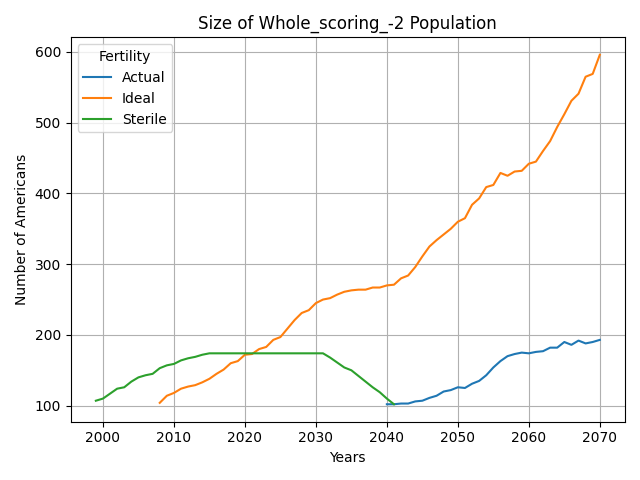 Size of Whole_scoring_-2 Population
Fertility
Actual
Ideal
Sterile
Number of Americans
600
500
400
300
200
100
2000 2010 2020 2030 2040 2050 2060 2070
Years